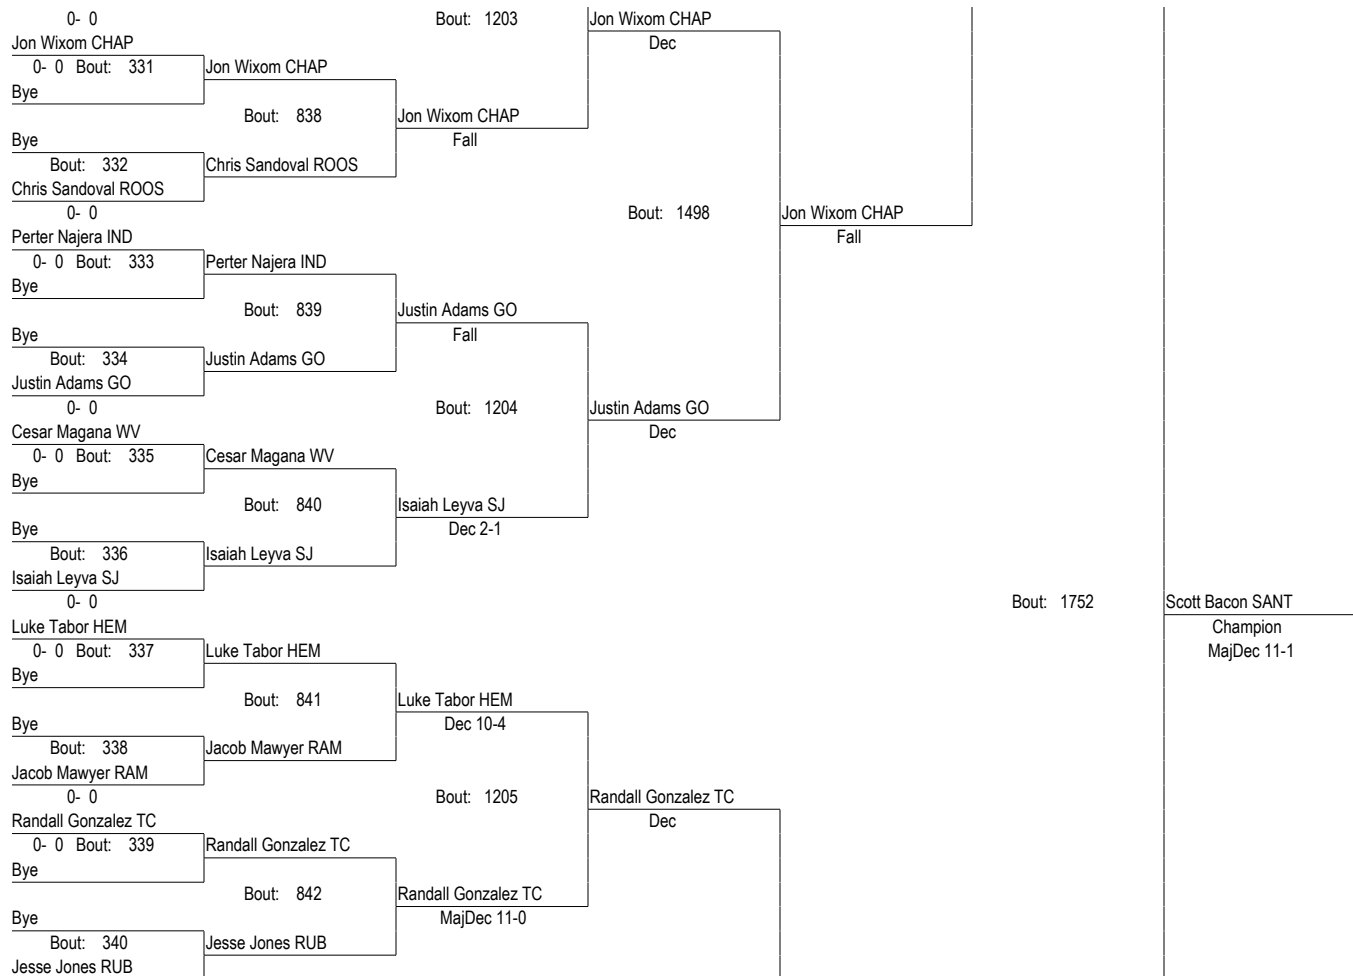 0- 0 Bout: 1203 Jon Wixom CHAP
Jon Wixom CHAP Dec
0- 0 Bout: 331 Jon Wixom CHAP
Bye
Bout: 838 Jon Wixom CHAP
Bye Fall
Bout: 332 Chris Sandoval ROOS
Chris Sandoval ROOS
0- 0 Bout: 1498 Jon Wixom CHAP
Perter Najera IND Fall
0- 0 Bout: 333 Perter Najera IND
Bye
Bout: 839 Justin Adams GO
Bye Fall
Bout: 334 Justin Adams GO
Justin Adams GO
0- 0 Bout: 1204 Justin Adams GO
Cesar Magana WV Dec
0- 0 Bout: 335 Cesar Magana WV
Bye
Bout: 840 Isaiah Leyva SJ
Bye Dec 2-1
Bout: 336 Isaiah Leyva SJ
Isaiah Leyva SJ
0- 0 Bout: 1752 Scott Bacon SANT
Luke Tabor HEM Champion
0- 0 Bout: 337 Luke Tabor HEM MajDec 11-1
Bye
Bout: 841 Luke Tabor HEM
Bye Dec 10-4
Bout: 338 Jacob Mawyer RAM
Jacob Mawyer RAM
0- 0 Bout: 1205 Randall Gonzalez TC
Randall Gonzalez TC Dec
0- 0 Bout: 339 Randall Gonzalez TC
Bye
Bout: 842 Randall Gonzalez TC
Bye MajDec 11-0
Bout: 340 Jesse Jones RUB
Jesse Jones RUB